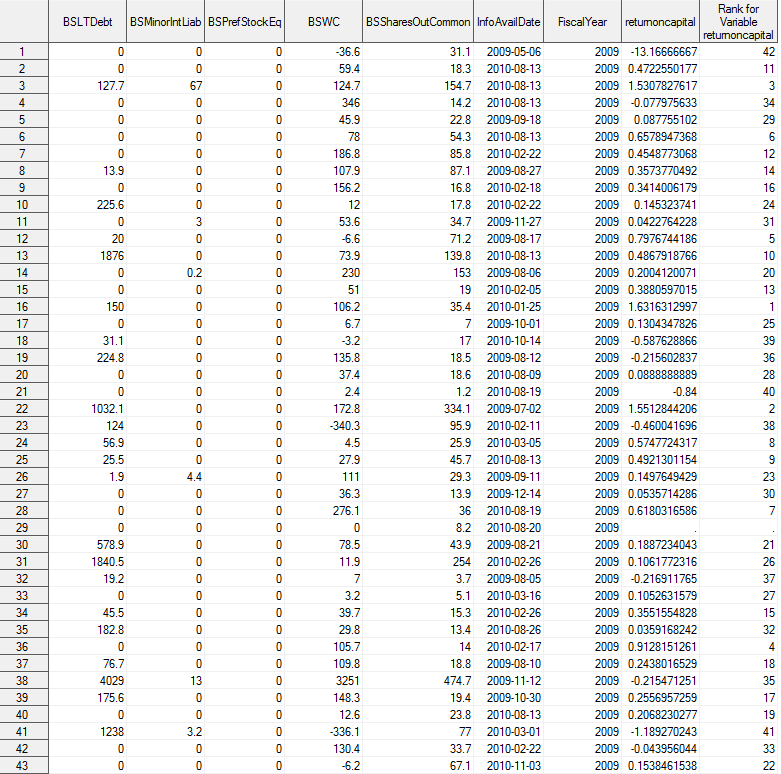 BSLTDebt BSMinorIntLiab BSPrefStockEq BSWC BSSharesOutCommon InfoAvailDate FiscalYear returnoncapital Rank for Variable returnoncapital
1 0 0 0 -36.6 31.1 2009-05-06 2009 -13.16666667 42
2 0 0 0 59.4 18.3 2010-08-13 2009 0.4722550177 11
3 127.7 67 0 124.7 154.7 2010-08-13 2009 1.5307827617 3
4 0 0 0 346 14.2 2010-08-13 2009 -0.077975633 34
5 0 0 0 45.9 22.8 2009-09-18 2009 0.087755102 29
6 0 0 0 78 54.3 2010-08-13 2009 0.6578947368 6
7 0 0 0 186.8 85.8 2010-02-22 2009 0.4548773068 12
8 13.9 0 0 107.9 87.1 2009-08-27 2009 0.3573770492 14
9 0 0 0 156.2 16.8 2010-02-18 2009 0.3414006179 16
10 225.6 0 0 12 17.8 2010-02-22 2009 0.145323741 24
11 0 3 0 53.6 34.7 2009-11-27 2009 0.0422764228 31
12 20 0 0 -6.6 71.2 2009-08-17 2009 0.7976744186 5
13 1876 0 0 73.9 139.8 2010-08-13 2009 0.4867918766 10
14 0 0.2 0 230 153 2009-08-06 2009 0.2004120071 20
15 0 0 0 51 19 2010-02-05 2009 0.3880597015 13
16 150 0 0 106.2 35.4 2010-01-25 2009 1.6316312997 1
17 0 0 0 6.7 7 2009-10-01 2009 0.1304347826 25
18 31.1 0 0 -3.2 17 2010-10-14 2009 -0.587628866 39
19 224.8 0 0 135.8 18.5 2009-08-12 2009 -0.215602837 36
20 0 0 0 37.4 18.6 2010-08-09 2009 0.0888888889 28
21 0 0 0 2.4 1.2 2010-08-19 2009 -0.84 40
22 1032.1 0 0 172.8 334.1 2009-07-02 2009 1.5512844206 2
23 124 0 0 -340.3 95.9 2010-02-11 2009 -0.460041696 38
24 56.9 0 0 4.5 25.9 2010-03-05 2009 0.5747724317 8
25 25.5 0 0 27.9 45.7 2010-08-13 2009 0.4921301154 9
26 1.9 4.4 0 111 29.3 2009-09-11 2009 0.1497649429 23
27 0 0 0 36.3 13.9 2009-12-14 2009 0.0535714286 30
28 0 0 0 276.1 36 2010-08-19 2009 0.6180316586 7
29 0 0 0 0 8.2 2010-08-20 2009 . .
30 578.9 0 0 78.5 43.9 2009-08-21 2009 0.1887234043 21
31 1840.5 0 0 11.9 254 2010-02-26 2009 0.1061772316 26
32 19.2 0 0 7 3.7 2009-08-05 2009 -0.216911765 37
33 0 0 0 3.2 5.1 2010-03-16 2009 0.1052631579 27
34 45.5 0 0 39.7 15.3 2010-02-26 2009 0.3551554828 15
35 182.8 0 0 29.8 13.4 2010-08-26 2009 0.0359168242 32
36 0 0 0 105.7 14 2010-02-17 2009 0.9128151261 4
37 76.7 0 0 109.8 18.8 2009-08-10 2009 0.2438016529 18
38 4029 13 0 3251 474.7 2009-11-12 2009 -0.215471251 35
39 175.6 0 0 148.3 19.4 2009-10-30 2009 0.2556957259 17
40 0 0 0 12.6 23.8 2010-08-13 2009 0.2068230277 19
41 1238 3.2 0 -336.1 77 2010-03-01 2009 -1.189270243 41
42 0 0 0 130.4 33.7 2010-02-22 2009 -0.043956044 33
43 0 0 0 -6.2 67.1 2010-11-03 2009 0.1538461538 22